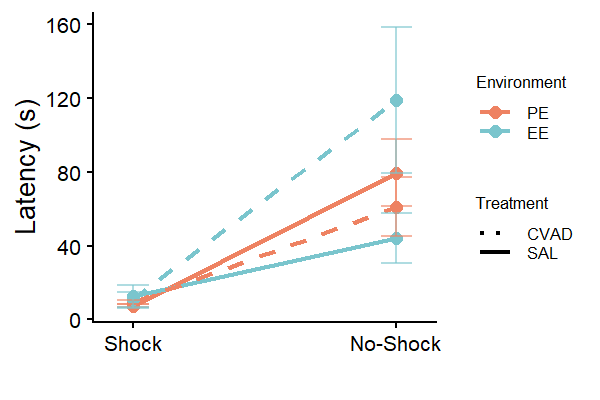 Latency (s)
160
120
80
40
0
Shock No-Shock
Environment
PE
EE
Treatment
CVAD
SAL